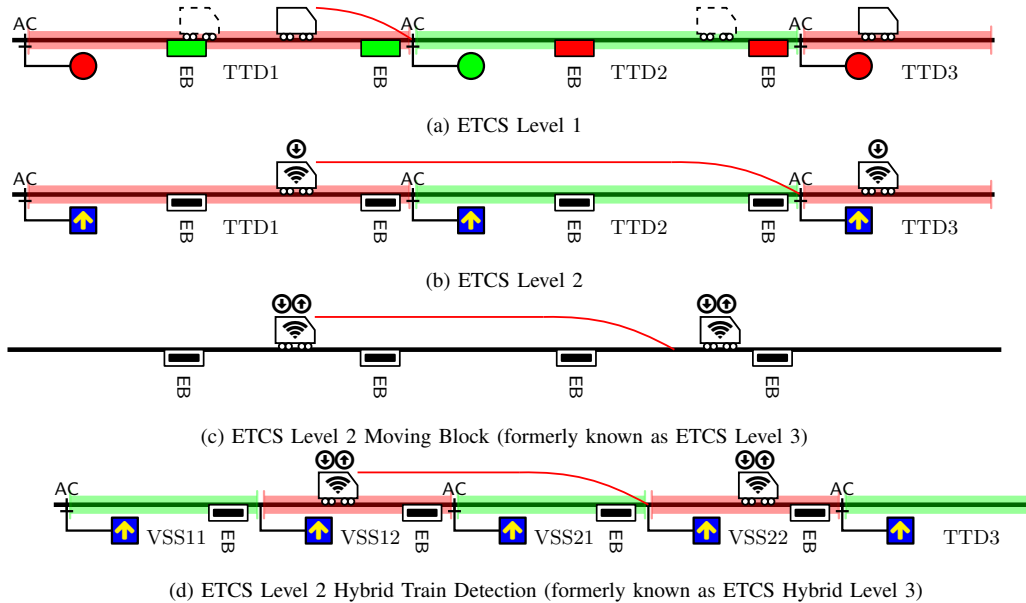 AC AC AC
EB TTD1 EB EB TTD2 EB TTD3
(a) ETCS Level 1
AC AC AC
EB TTD1 EB EB TTD2 EB TTD3
(b) ETCS Level 2
EB EB EB EB
(c) ETCS Level 2 Moving Block (formerly known as ETCS Level 3)
AC AC AC
VSS11 EB VSS12 EB VSS21 EB VSS22 EB TTD3
(d) ETCS Level 2 Hybrid Train Detection (formerly known as ETCS Hybrid Level 3)